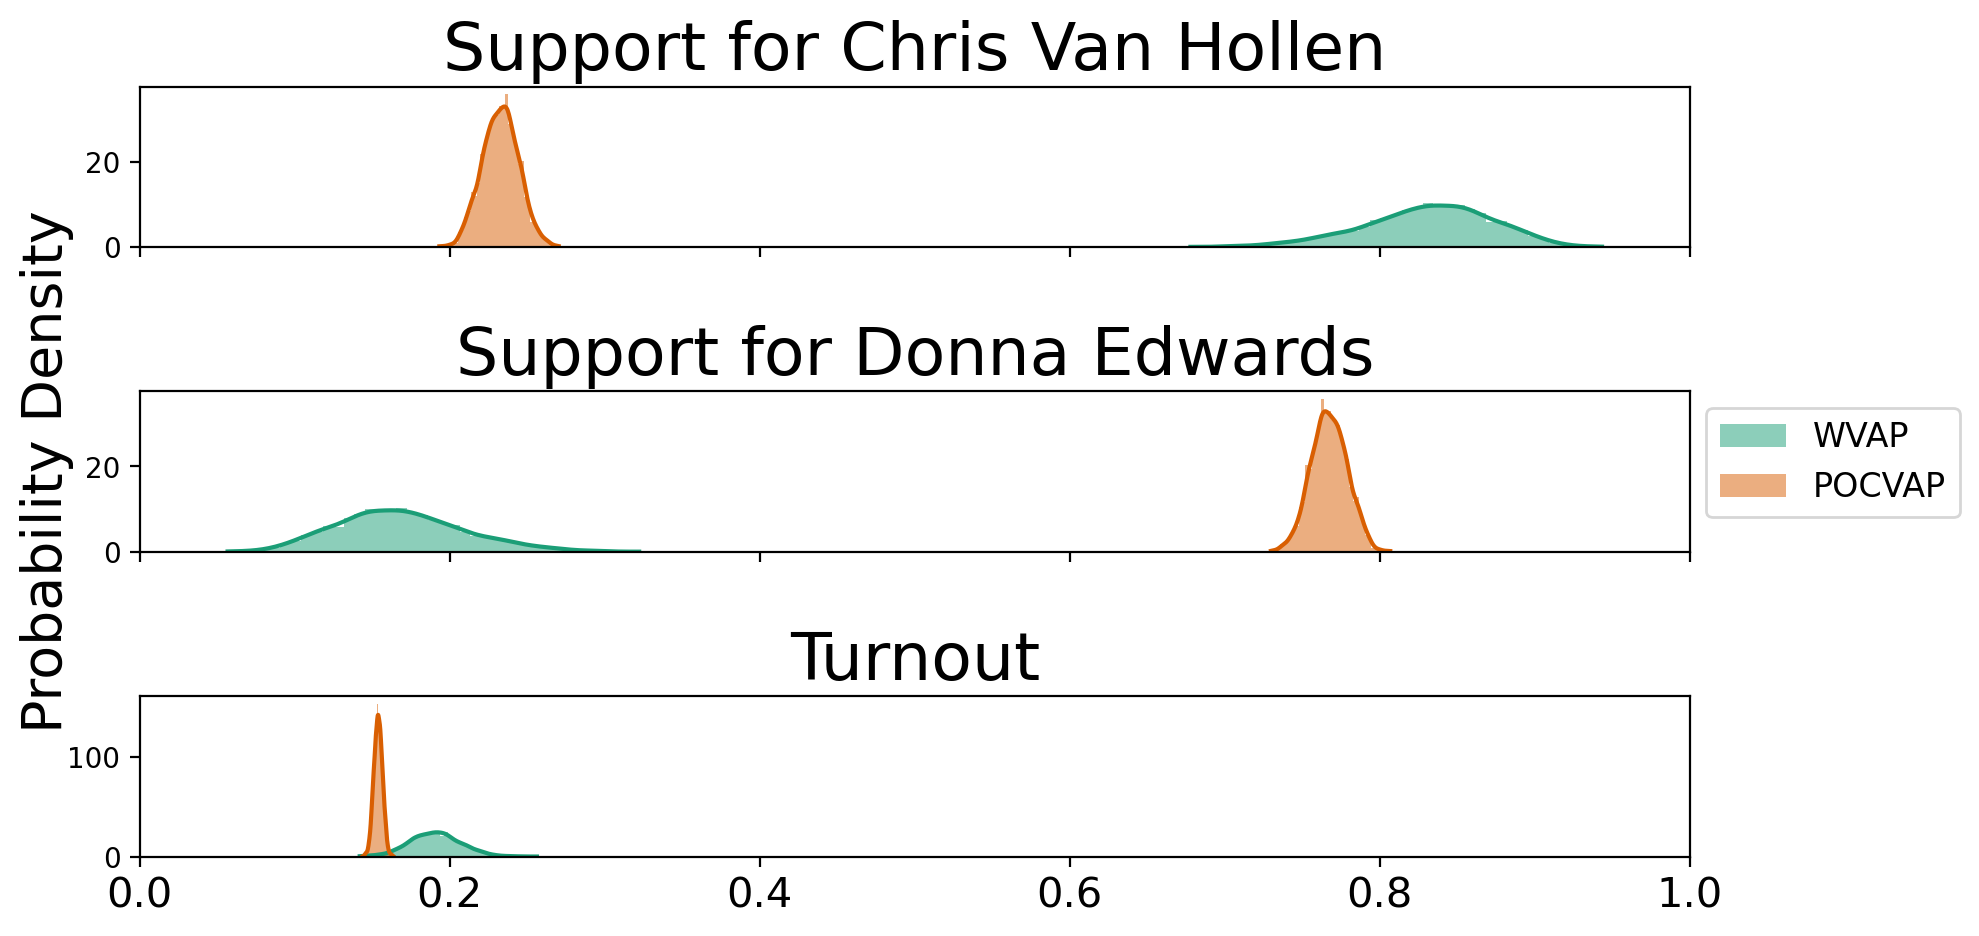 Support for Chris Van Hollen
20
0
Support for Donna Edwards
Probability Density
20
0
WVAP
POCVAP
Turnout
100
0
0.0 0.2 0.4 0.6 0.8 1.0